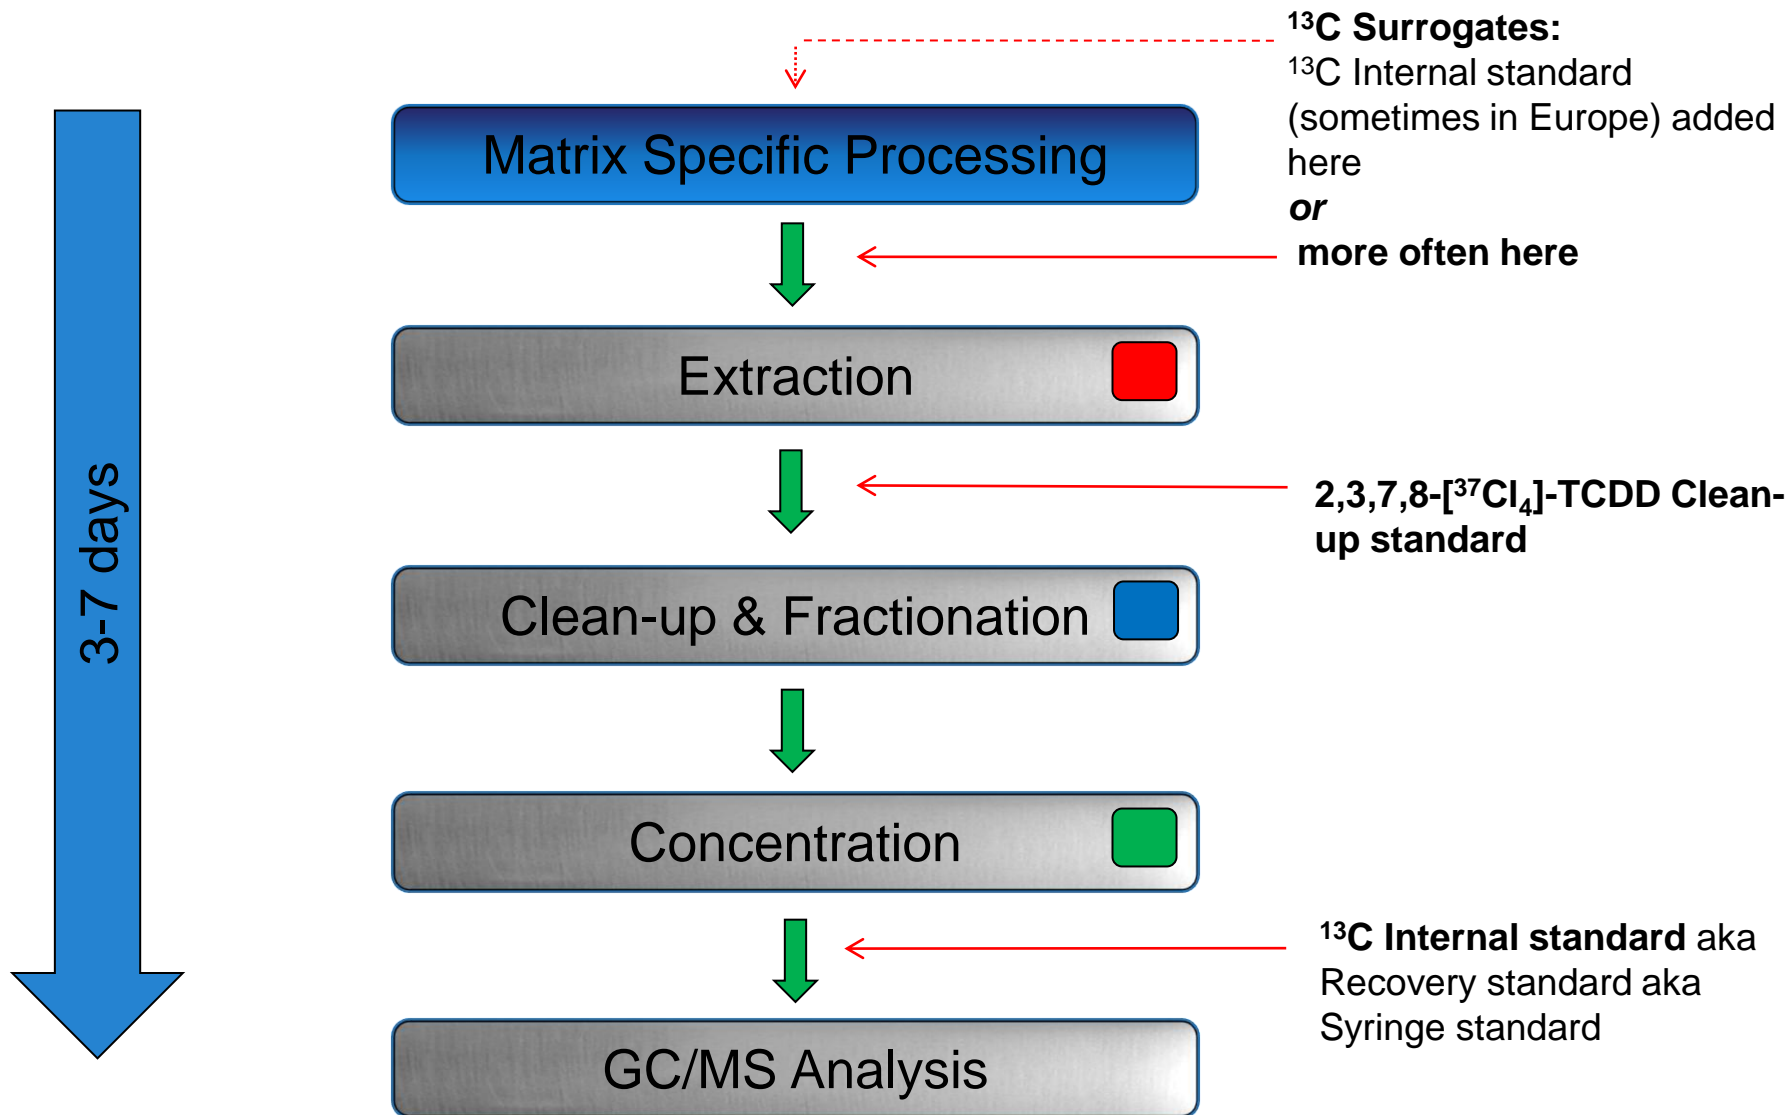 ¹³C Surrogates:
¹³C Internal standard
(sometimes in Europe) added
here
or
more often here
Matrix Specific Processing
Extraction
2,3,7,8-[³⁷Cl₄]-TCDD Clean-
up standard
Clean-up & Fractionation
3-7 days
Concentration
¹³C Internal standard aka
Recovery standard aka
Syringe standard
GC/MS Analysis